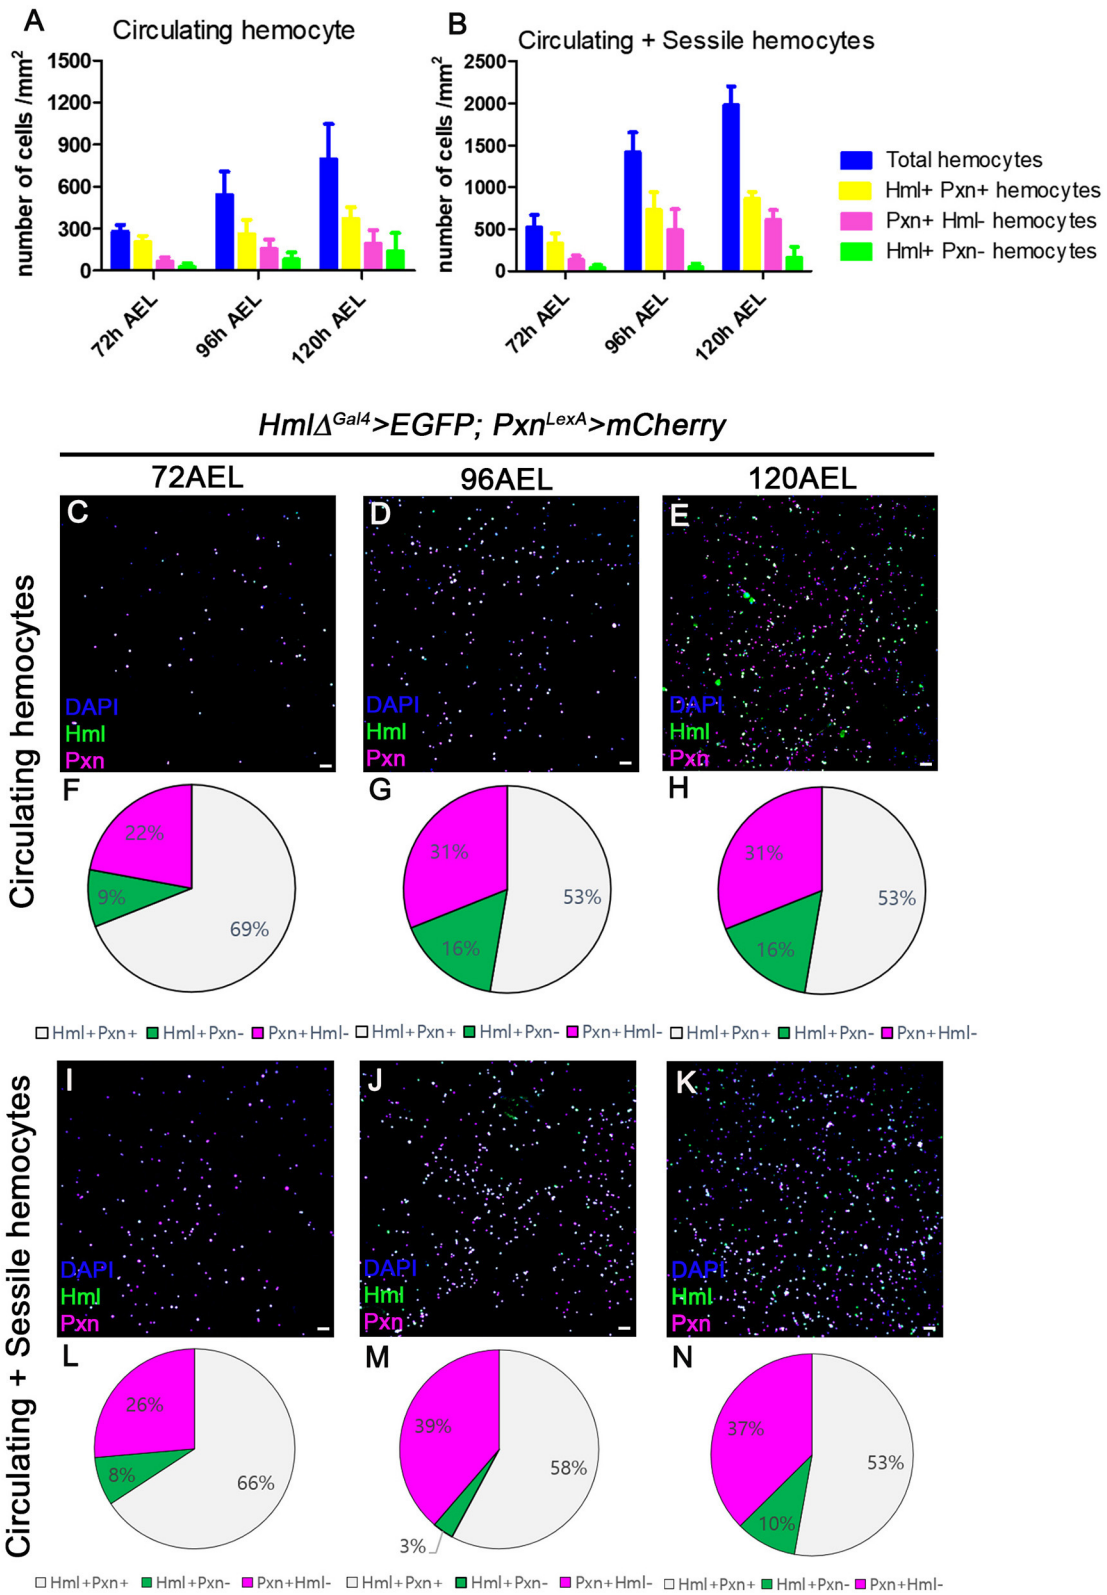 A
Circulating hemocyte
number of cells /mm²
1500
1200
900
600
300
0
72h AEL
96h AEL
120h AEL
B
Circulating + Sessile hemocytes
number of cells /mm²
2500
2000
1500
1000
500
0
72h AEL
96h AEL
120h AEL
Total hemocytes
Hml+ Pxn+ hemocytes
Pxn+ Hml- hemocytes
Hml+ Pxn- hemocytes
HmlΔGal4>EGFP; PxnLexA>mCherry
72AEL
96AEL
120AEL
Circulating hemocytes
C
DAPI
Hml
Pxn
D
DAPI
Hml
Pxn
E
DAPI
Hml
Pxn
F
22%
9%
69%
G
31%
53%
16%
H
31%
53%
16%
Hml+Pxn+ Hml+Pxn- Pxn+Hml-
Hml+Pxn+ Hml+Pxn- Pxn+Hml-
Hml+Pxn+ Hml+Pxn- Pxn+Hml-
Circulating + Sessile hemocytes
I
DAPI
Hml
Pxn
J
DAPI
Hml
Pxn
K
DAPI
Hml
Pxn
L
26%
8%
66%
M
39%
58%
3%
N
37%
53%
10%
Hml+Pxn+ Hml+Pxn- Pxn+Hml-
Hml+Pxn+ Hml+Pxn- Pxn+Hml-
Hml+Pxn+ Hml+Pxn- Pxn+Hml-